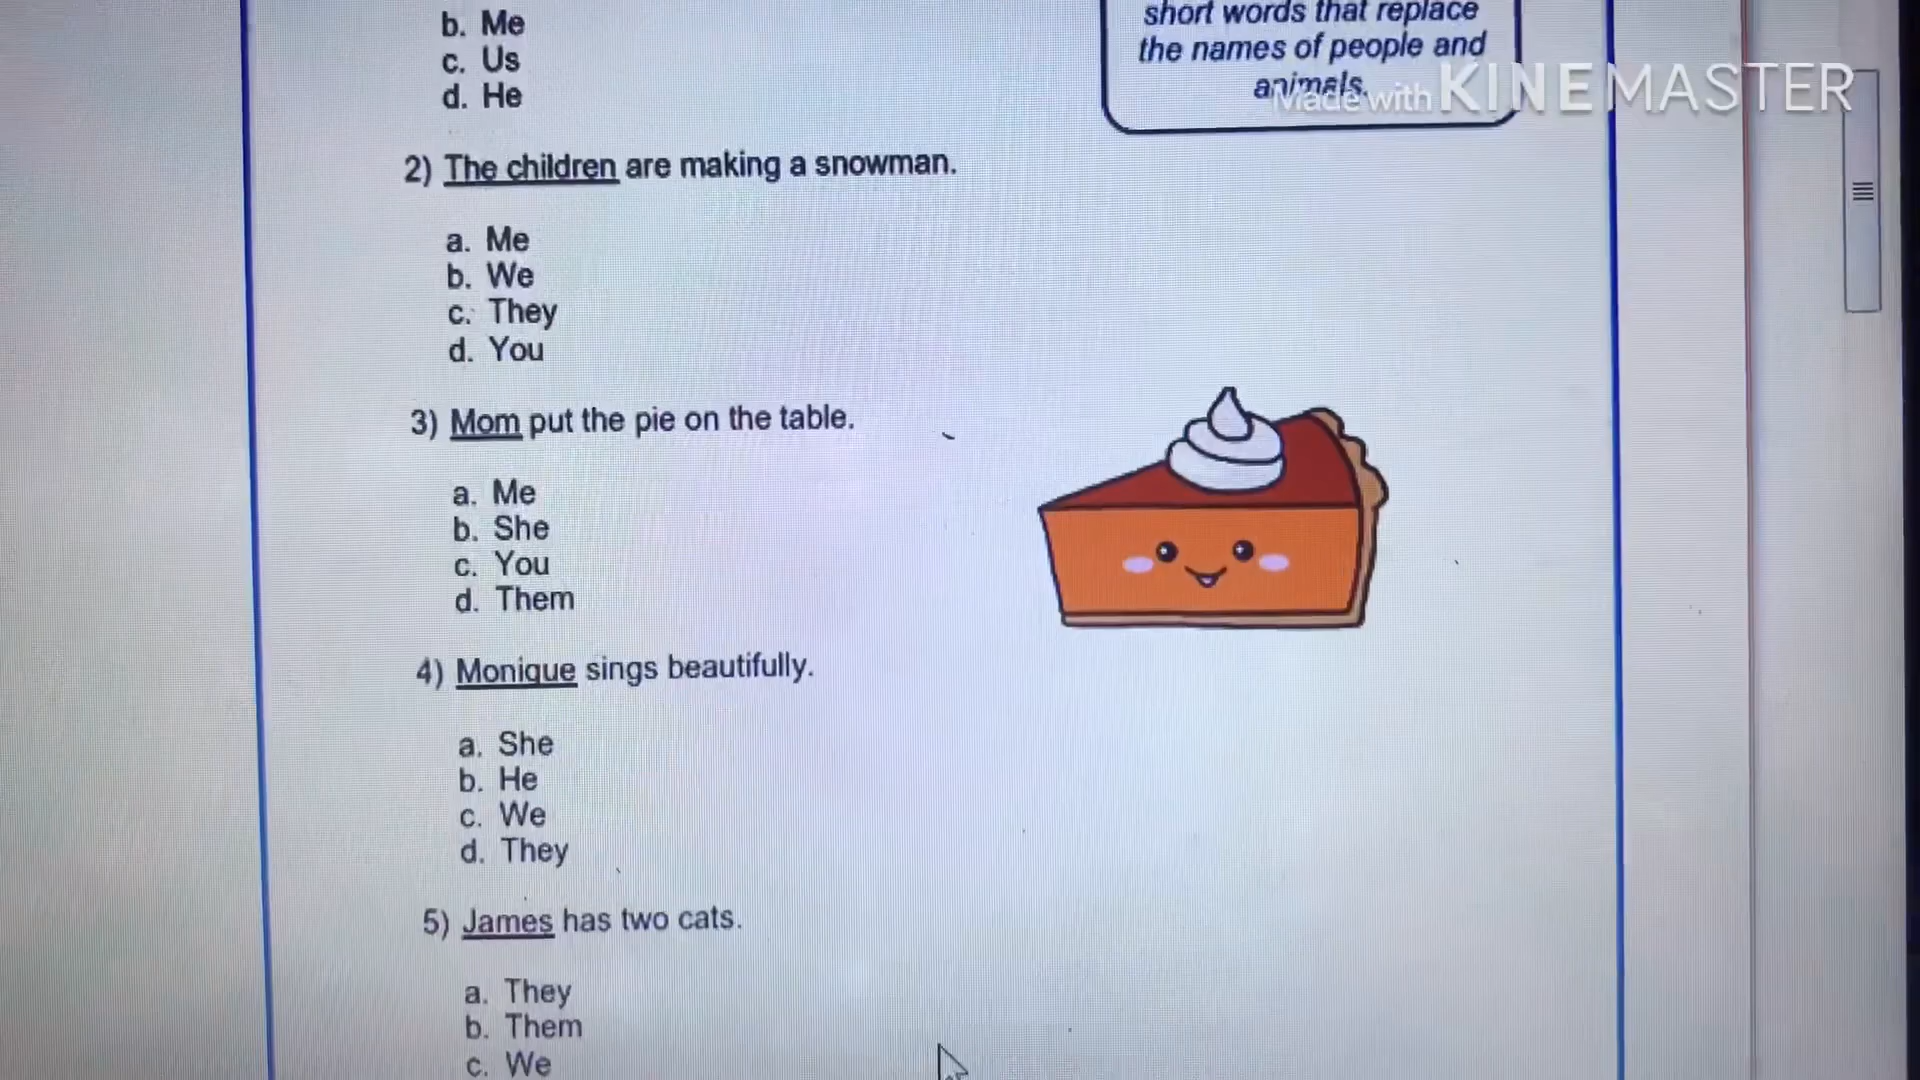 b. Me
c. Us
d. He
short words that replace
the names of people and
animals.
Made with KINEMASTER
2) The children are making a snowman.
a. Me
b. We
c. They
d. You
3) Mom put the pie on the table.
a. Me
b. She
c. You
d. Them
4) Monique sings beautifully.
a. She
b. He
c. We
d. They
5) James has two cats.
a. They
b. Them
c. We